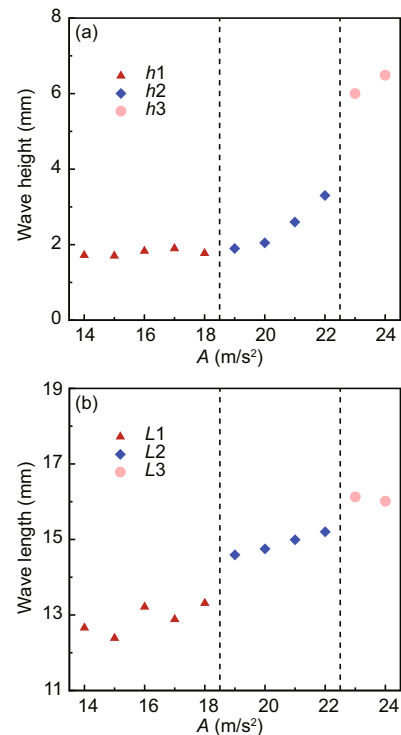 (a)
h1
h2
h3
Wave height (mm)
8
6
4
2
0
14 16 18 20 22 24
A (m/s²)
(b)
L1
L2
L3
Wave length (mm)
19
17
15
13
11
14 16 18 20 22 24
A (m/s²)